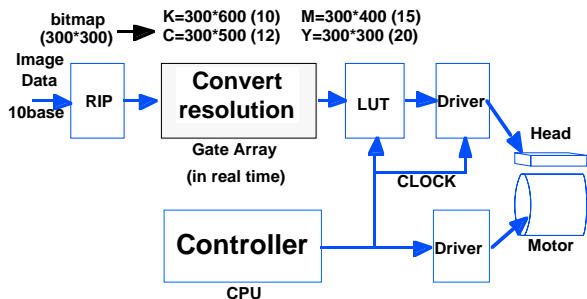 bitmap
(300*300)
K=300*600 (10) M=300*400 (15)
C=300*500 (12) Y=300*300 (20)
Image
Data
10base
RIP
Convert
resolution
LUT
Driver
Gate Array
(in real time)
Head
CLOCK
Controller
Driver
Motor
CPU